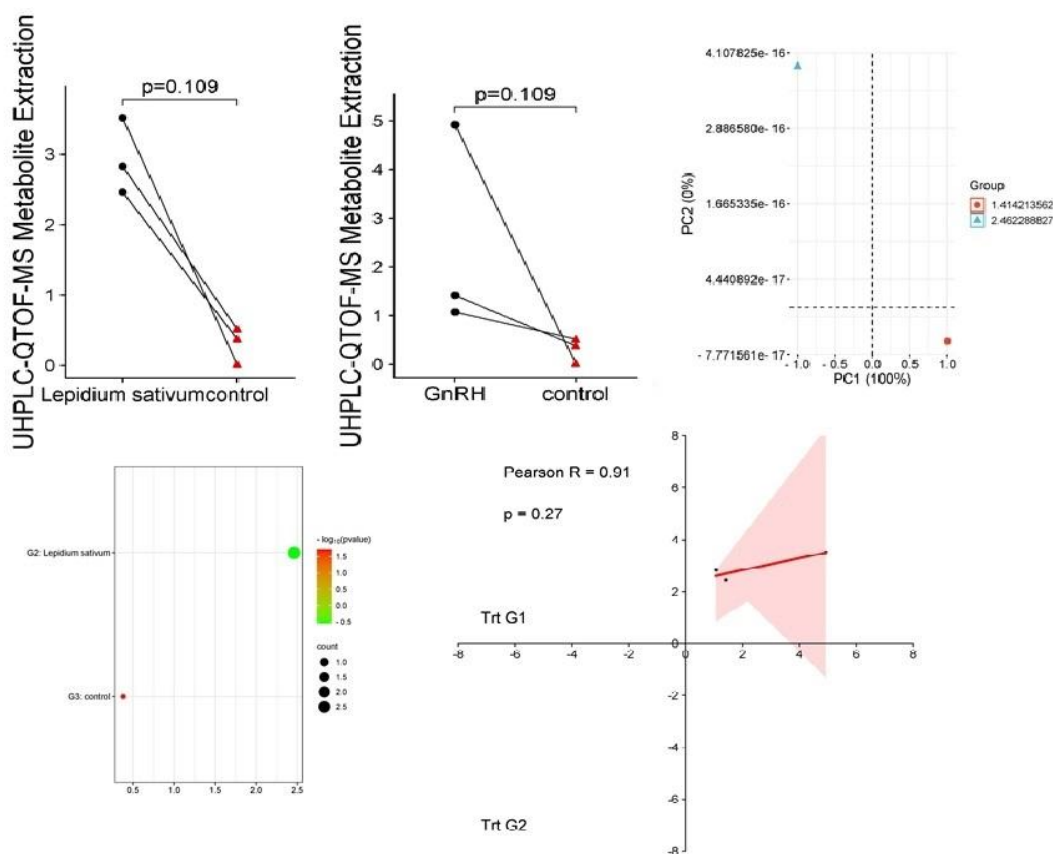 UHPLC-QTOF-MS Metabolite Extraction
p=0.109
3
2
1
0
Lepidium sativumcontrol
UHPLC-QTOF-MS Metabolite Extraction
p=0.109
5
4
3
2
1
0
GnRH control
PC2 (0%)
4.107825e- 16
2.886580e- 16
1.665335e- 16
4.440892e- 17
- 7.771561e- 17
- 1.0 - 0.5 0.0 0.5 1.0
PC1 (100%)
Group
1.414213562
2.462288827
G2: Lepidium sativum
G3: control
0.5 1.0 1.5 2.0 2.5
- log10(pvalue)
1.5
1.0
0.5
0.0
- 0.5
count
1.0
1.5
2.0
2.5
Pearson R = 0.91
p = 0.27
Trt G1
Trt G2
8
6
4
2
0
-2
-4
-6
-8
-8 -6 -4 -2 0 2 4 6 8